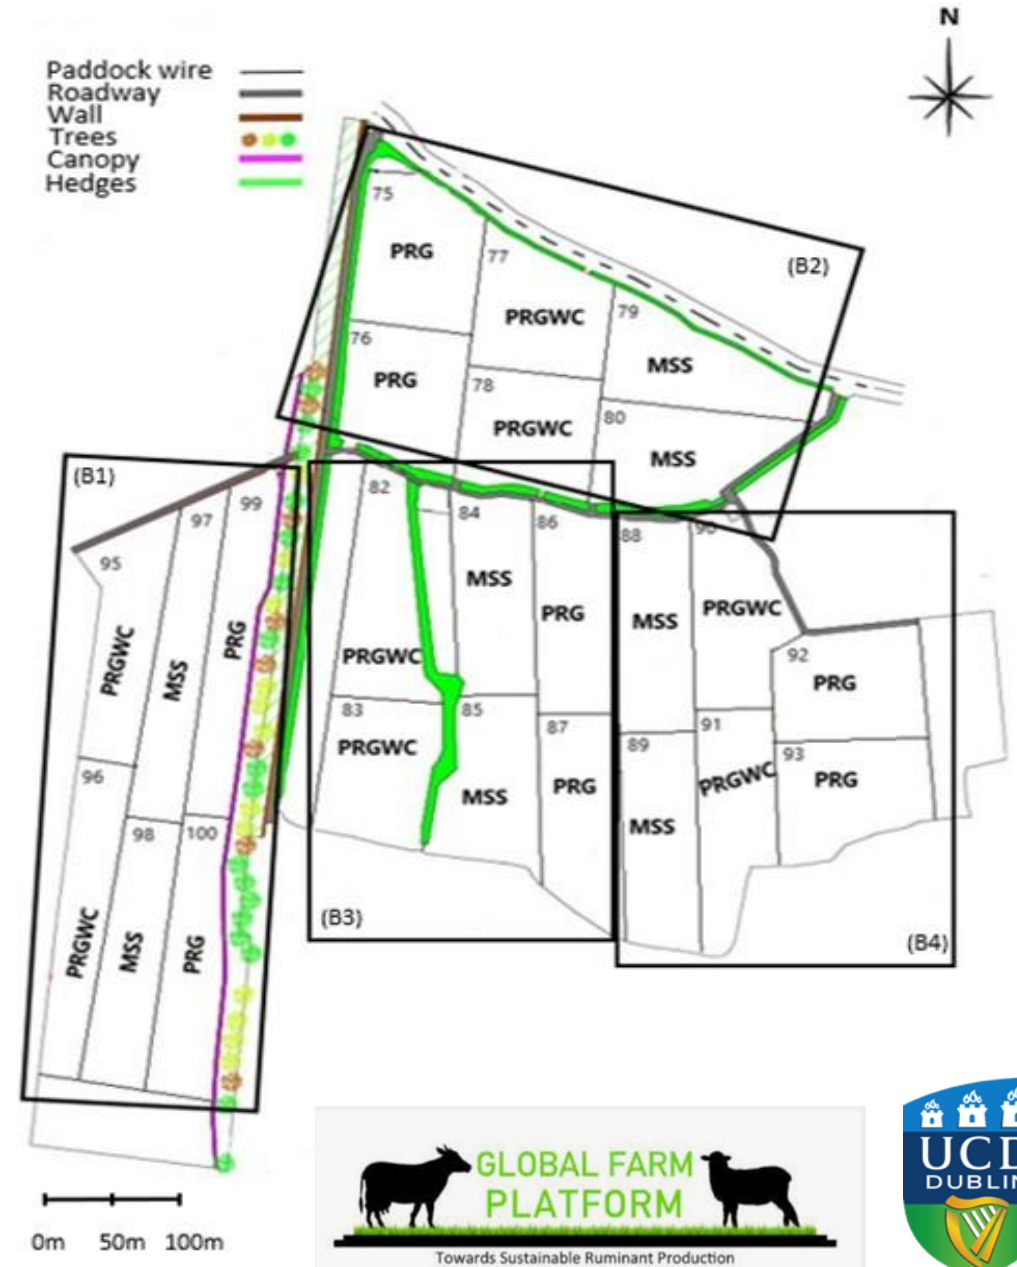 N
Paddock wire
Roadway
Wall
Trees
Canopy
Hedges
(B2)
75
PRG
77
PRGWC
79
MSS
76
PRG
78
PRGWC
80
MSS
(B1)
95
PRGWC
97
MSS
99
PRG
96
PRGWC
98
MSS
100
PRG
82
PRGWC
84
MSS
86
PRG
83
PRGWC
85
MSS
87
PRG
(B3)
88
MSS
90
PRGWC
92
PRG
89
MSS
91
PRGWC
93
PRG
(B4)
0m 50m 100m
GLOBAL FARM
PLATFORM
Towards Sustainable Ruminant Production
UCD
DUBLIN